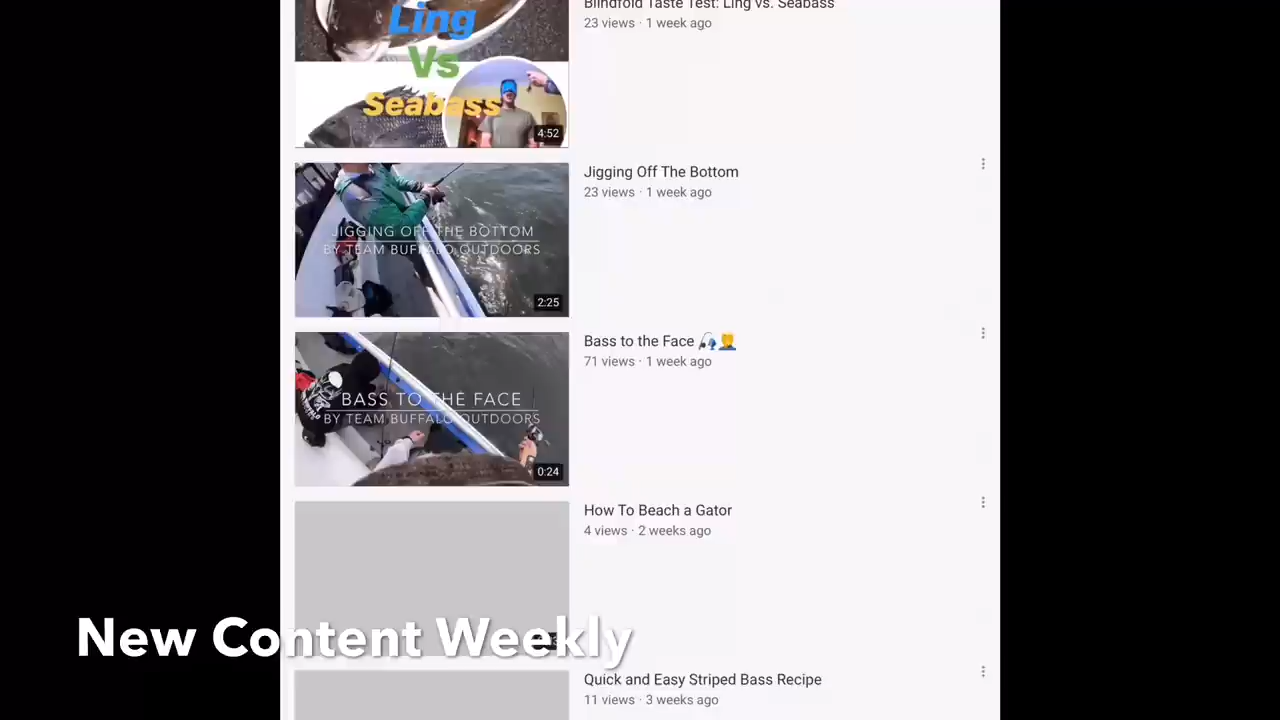 Ling
Vs
Seabass
4:52
Blindfold Taste Test: Ling vs. Seabass
23 views · 1 week ago
JIGGING OFF THE BOTTOM
BY TEAM BUFFALO OUTDOORS
2:25
Jigging Off The Bottom
23 views · 1 week ago
BASS TO THE FACE
BY TEAM BUFFALO OUTDOORS
0:24
Bass to the Face 🎣🤦
71 views · 1 week ago
How To Beach a Gator
4 views · 2 weeks ago
New Content Weekly
Quick and Easy Striped Bass Recipe
11 views · 3 weeks ago